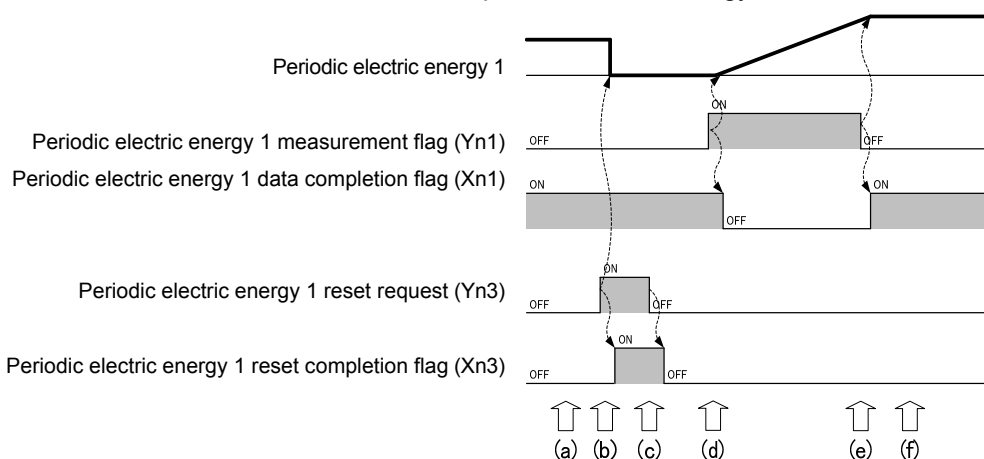 Periodic electric energy 1
ON
Periodic electric energy 1 measurement flag (Yn1)
OFF
OFF
Periodic electric energy 1 data completion flag (Xn1)
ON
ON
OFF
ON
Periodic electric energy 1 reset request (Yn3)
OFF
OFF
ON
Periodic electric energy 1 reset completion flag (Xn3)
OFF
OFF
(a) (b) (c) (d) (e) (f)